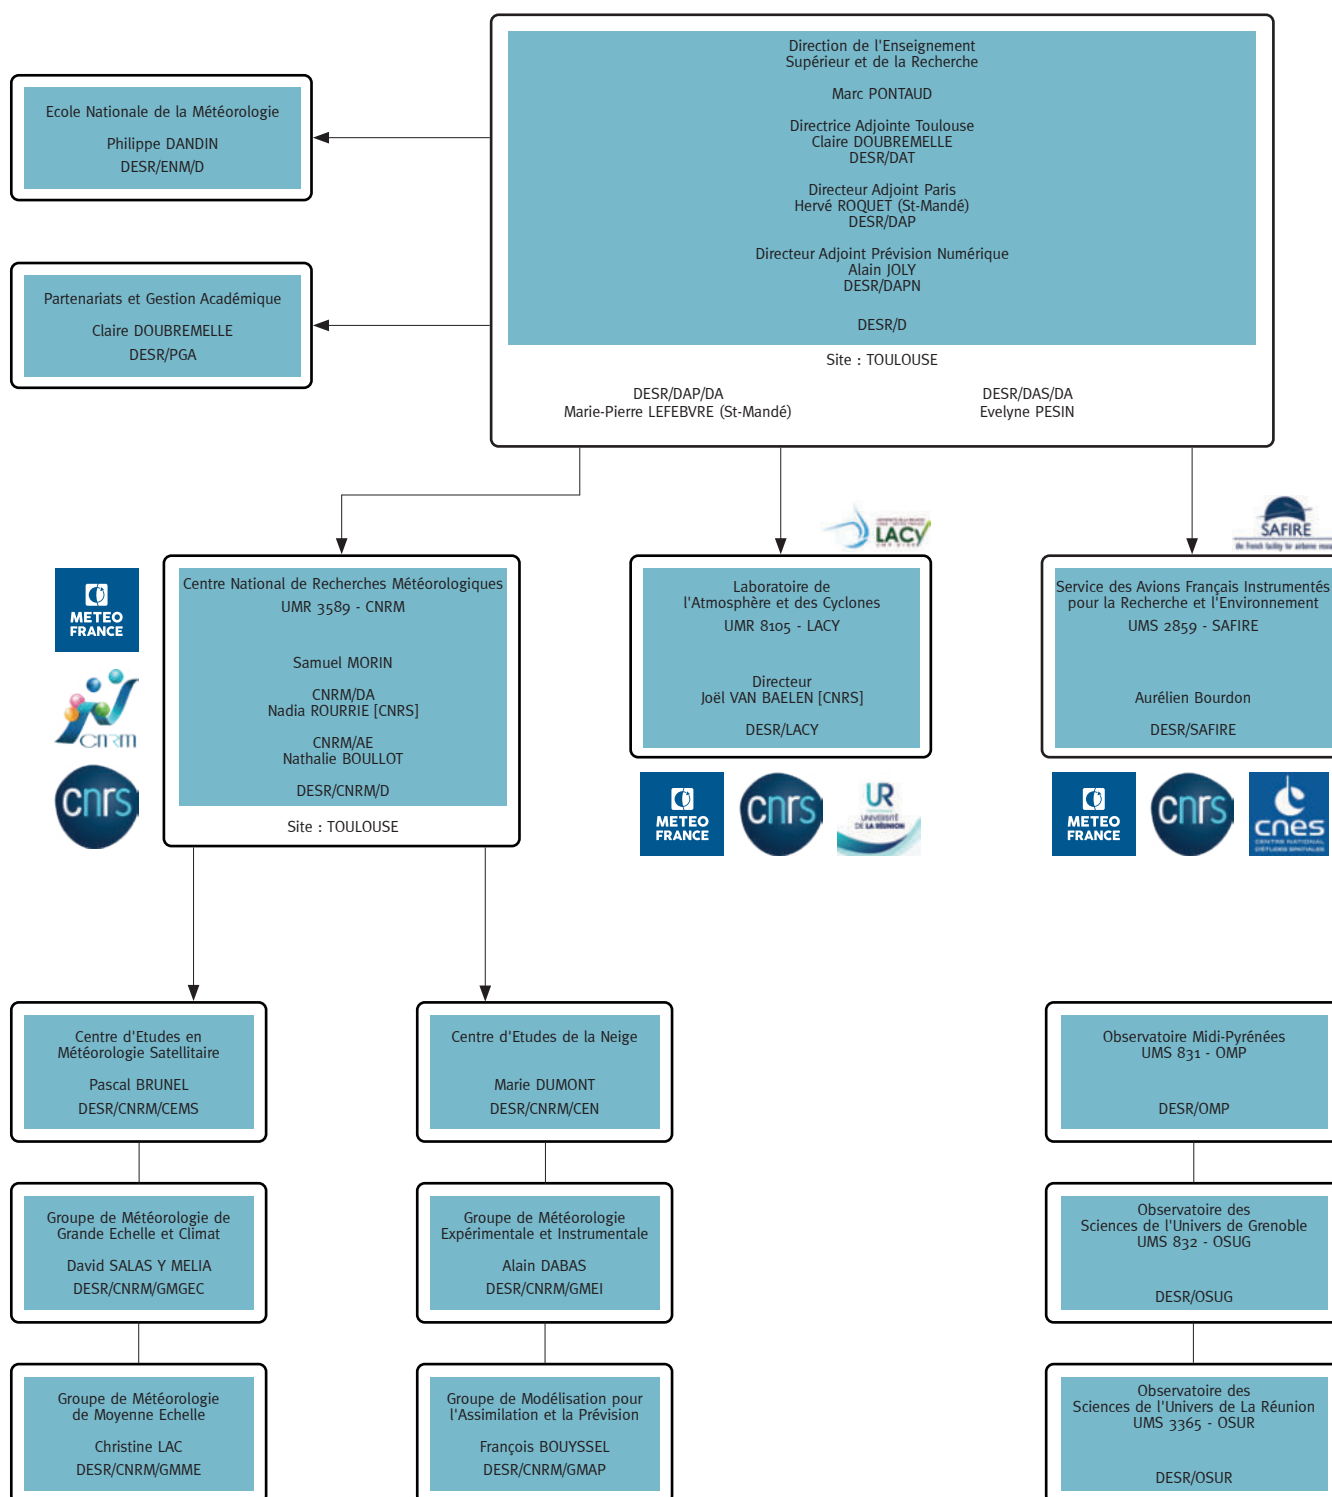 Direction de l'Enseignement
Supérieur et de la Recherche
Marc PONTAUD
Directrice Adjointe Toulouse
Claire DOUBREMELLE
DESR/DAT
Directeur Adjoint Paris
Hervé ROQUET (St-Mandé)
DESR/DAP
Directeur Adjoint Prévision Numérique
Alain JOLY
DESR/DAPN
DESR/D
Site : TOULOUSE
DESR/DAP/DA
Marie-Pierre LEFEBVRE (St-Mandé)
DESR/DAS/DA
Evelyne PESIN
Ecole Nationale de la Météorologie
Philippe DANDIN
DESR/ENM/D
Partenariats et Gestion Académique
Claire DOUBREMELLE
DESR/PGA
METEO
FRANCE
cnrm
cnrs
Centre National de Recherches Météorologiques
UMR 3589 - CNRM
Samuel MORIN
CNRM/DA
Nadia ROURRIE [CNRS]
CNRM/AE
Nathalie BOULLOT
DESR/CNRM/D
Site : TOULOUSE
LACy
Laboratoire de
l'Atmosphère et des Cyclones
UMR 8105 - LACY
Directeur
Joël VAN BAELEN [CNRS]
DESR/LACY
METEO
FRANCE
cnrs
UR
UNIVERSITÉ
DE LA RÉUNION
SAFIRE
Service des Avions Français Instrumentés
pour la Recherche et l'Environnement
UMS 2859 - SAFIRE
Aurélien Bourdon
DESR/SAFIRE
METEO
FRANCE
cnrs
cnes
CENTRE NATIONAL
D'ÉTUDES SPATIALES
Centre d'Etudes en
Météorologie Satellitaire
Pascal BRUNEL
DESR/CNRM/CEMS
Centre d'Etudes de la Neige
Marie DUMONT
DESR/CNRM/CEN
Observatoire Midi-Pyrénées
UMS 831 - OMP
DESR/OMP
Groupe de Météorologie de
Grande Echelle et Climat
David SALAS Y MELIA
DESR/CNRM/GMGEC
Groupe de Météorologie
Expérimentale et Instrumentale
Alain DABAS
DESR/CNRM/GMEI
Observatoire des
Sciences de l'Univers de Grenoble
UMS 832 - OSUG
DESR/OSUG
Groupe de Météorologie
de Moyenne Echelle
Christine LAC
DESR/CNRM/GMME
Groupe de Modélisation pour
l'Assimilation et la Prévision
François BOUYSSEL
DESR/CNRM/GMAP
Observatoire des
Sciences de l'Univers de La Réunion
UMS 3365 - OSUR
DESR/OSUR